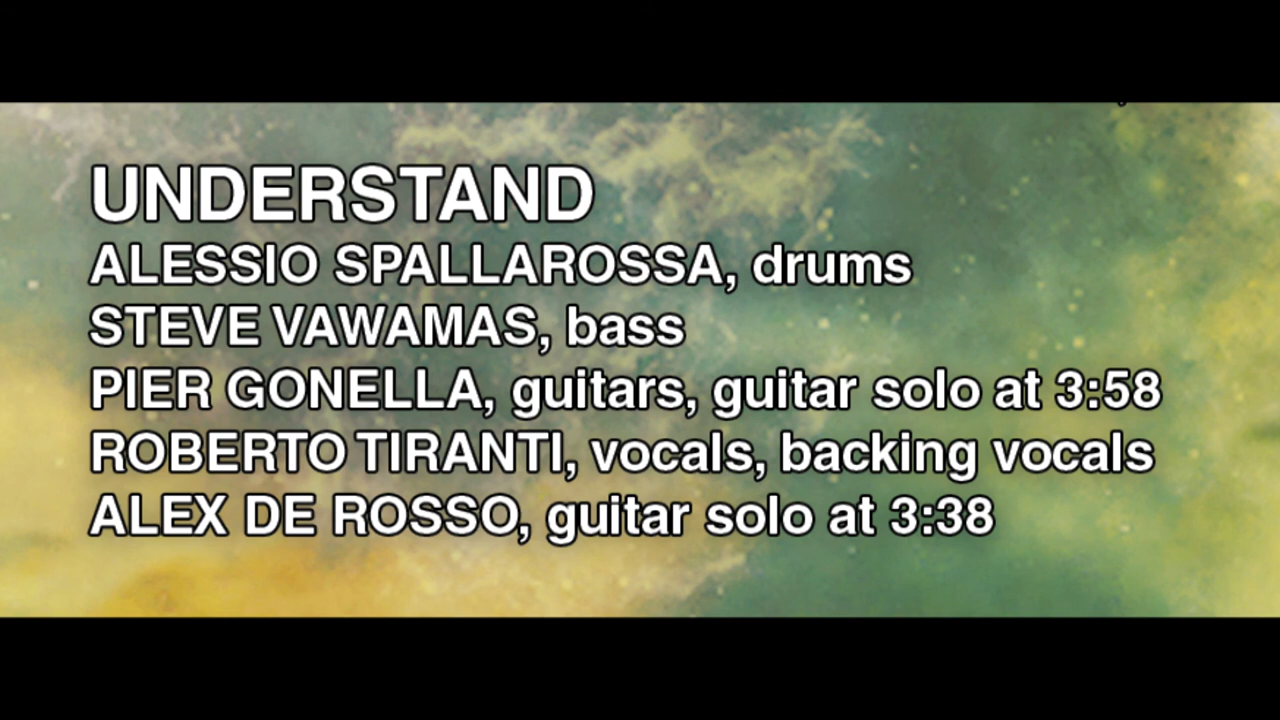 UNDERSTAND
ALESSIO SPALLAROSSA, drums
STEVE VAWAMAS, bass
PIER GONELLA, guitars, guitar solo at 3:58
ROBERTO TIRANTI, vocals, backing vocals
ALEX DE ROSSO, guitar solo at 3:38